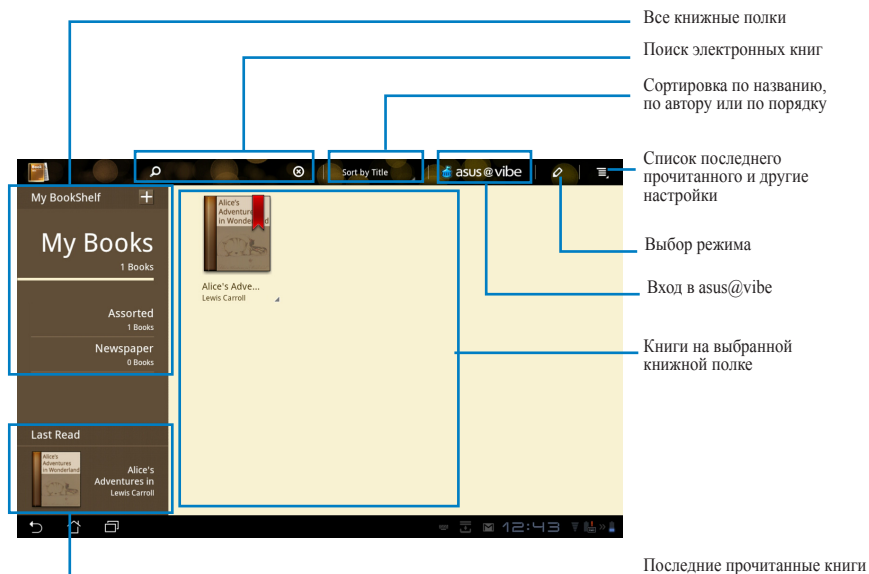 Все книжные полки
Поиск электронных книг
Сортировка по названию,
по автору или по порядку
Список последнего
прочитанного и другие
настройки
Выбор режима
Вход в asus@vibe
Книги на выбранной
книжной полке
Последние прочитанные книги
Sort by Title
asus@vibe
My BookShelf
My Books
1 Books
Assorted
1 Books
Newspaper
0 Books
Alice's
Adventures
in Wonderland
Alice's Adve...
Lewis Carroll
Last Read
Alice's
Adventures
in Wonderland
Alice's
Adventures in
Lewis Carroll
12:43